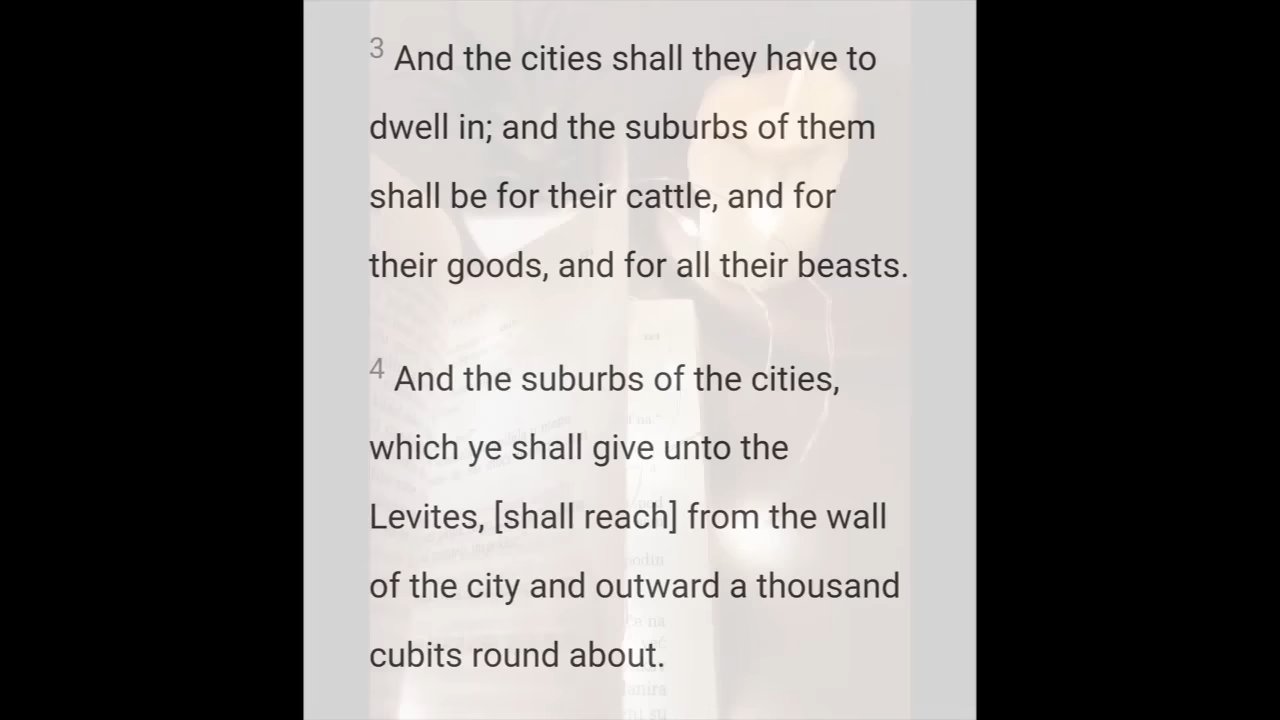 3 And the cities shall they have to
dwell in; and the suburbs of them
shall be for their cattle, and for
their goods, and for all their beasts.
4 And the suburbs of the cities,
which ye shall give unto the
Levites, [shall reach] from the wall
of the city and outward a thousand
cubits round about.